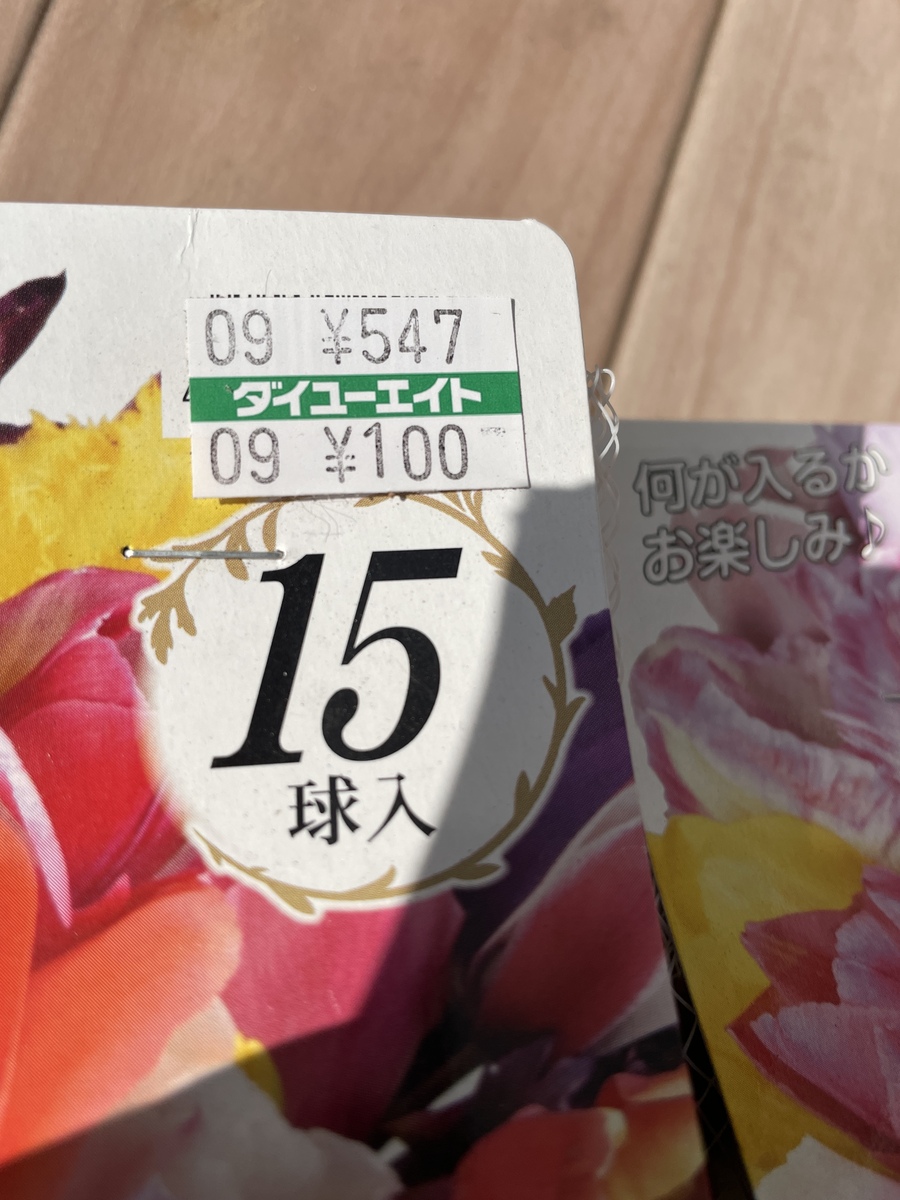 09 ¥547
ダイユーエイト
09 ¥100
15
球入
何が入るか
お楽しみ♪